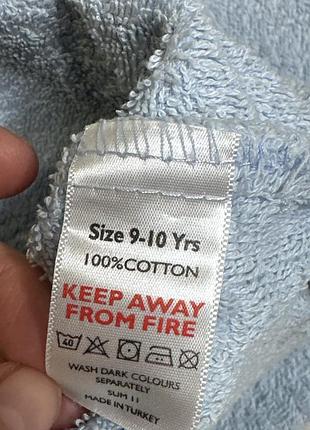 Size 9-10 Yrs
100%COTTON
KEEP AWAY
FROM FIRE
40
WASH DARK COLOURS
SEPARATELY
SUM 11
MADE IN TURKEY